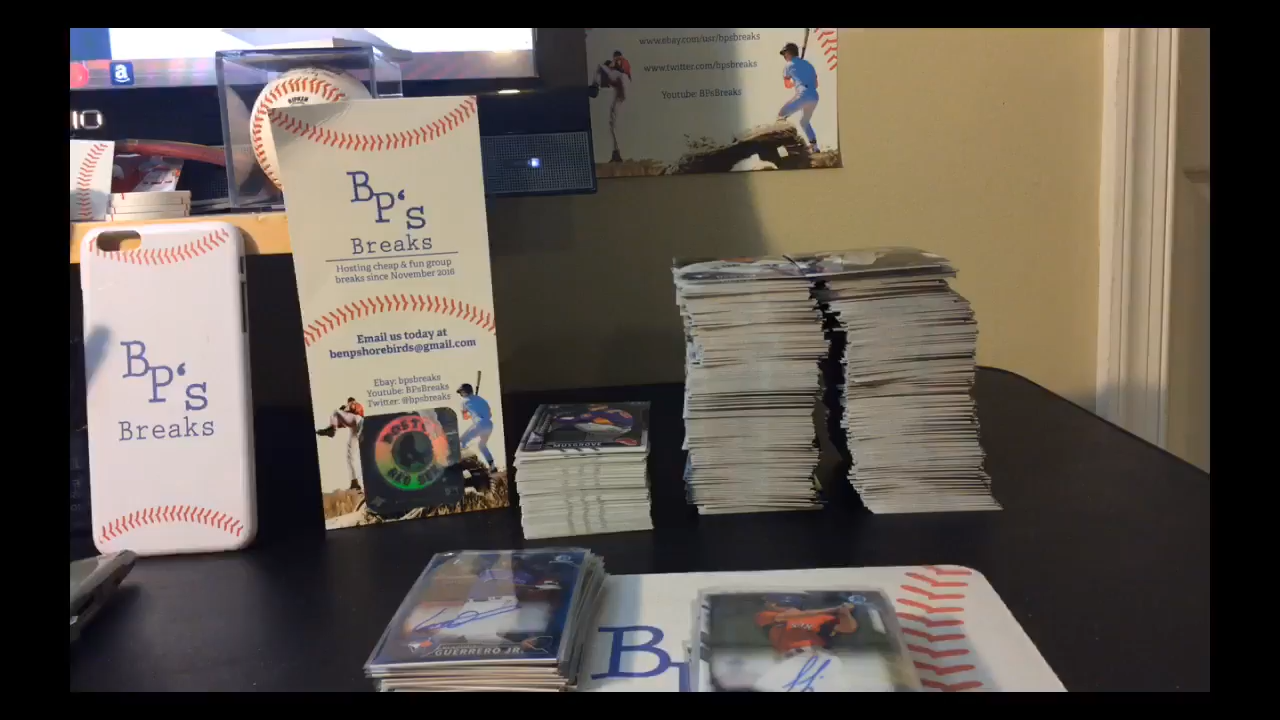 www.ebay.com/usr/bpsbreaks
www.twitter.com/bpsbreaks
Youtube: BPsBreaks
BP's
Breaks
Hosting cheap & fun group
breaks since November 2016
Email us today at
benpshorebirds@gmail.com
Ebay: bpsbreaks
Youtube: BPsBreaks
Twitter: @bpsbreaks
BP's
Breaks
MUSGROVE
GUERRERO JR.
BP